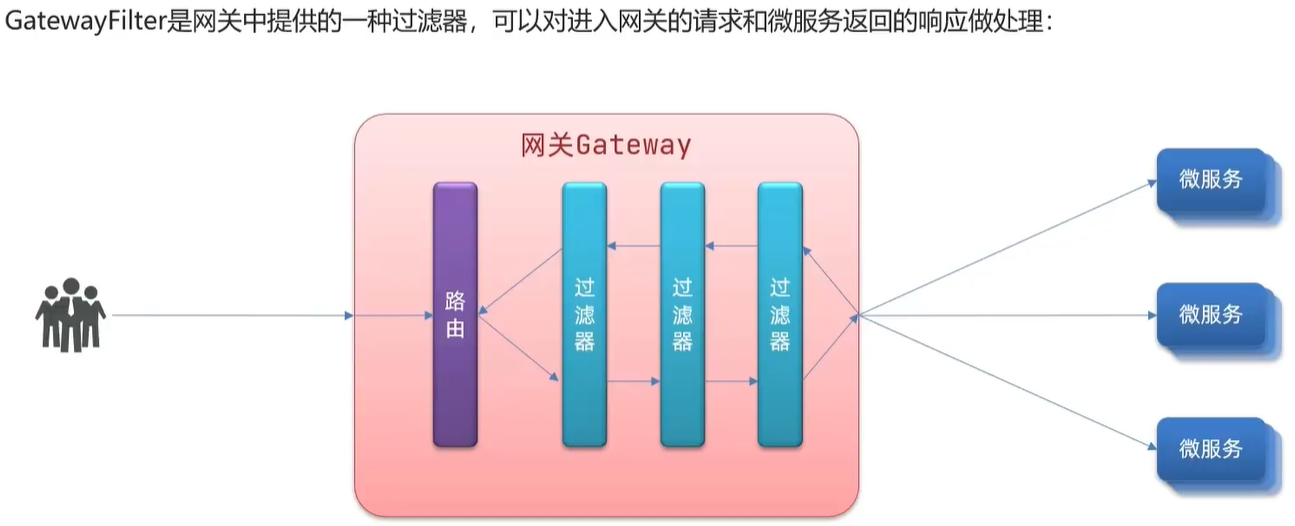 GatewayFilter是网关中提供的一种过滤器，可以对进入网关的请求和微服务返回的响应做处理：
网关Gateway
路由
过滤器
过滤器
过滤器
微服务
微服务
微服务